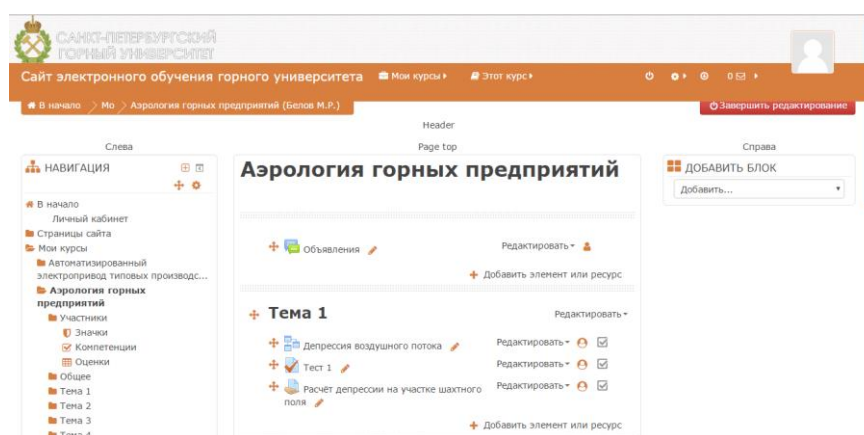 САНКТ-ПЕТЕРБУРГСКИЙ
ГОРНЫЙ УНИВЕРСИТЕТ
Сайт электронного обучения горного университета Мои курсы Этот курс 0
В начало Мо Аэрология горных предприятий (Белов М.Р.) Завершить редактирование
Header
Слева Page top Справа
НАВИГАЦИЯ
В начало
Личный кабинет
Страницы сайта
Мои курсы
Автоматизированный
электропривод типовых производс...
Аэрология горных
предприятий
Участники
Значки
Компетенции
Оценки
Общее
Тема 1
Тема 2
Тема 3
Тема 4
Аэрология горных предприятий
Объявления Редактировать
Добавить элемент или ресурс
Тема 1 Редактировать
Депрессия воздушного потока Редактировать
Тест 1 Редактировать
Расчёт депрессии на участке шахтного Редактировать
поля
Добавить элемент или ресурс
ДОБАВИТЬ БЛОК
Добавить...